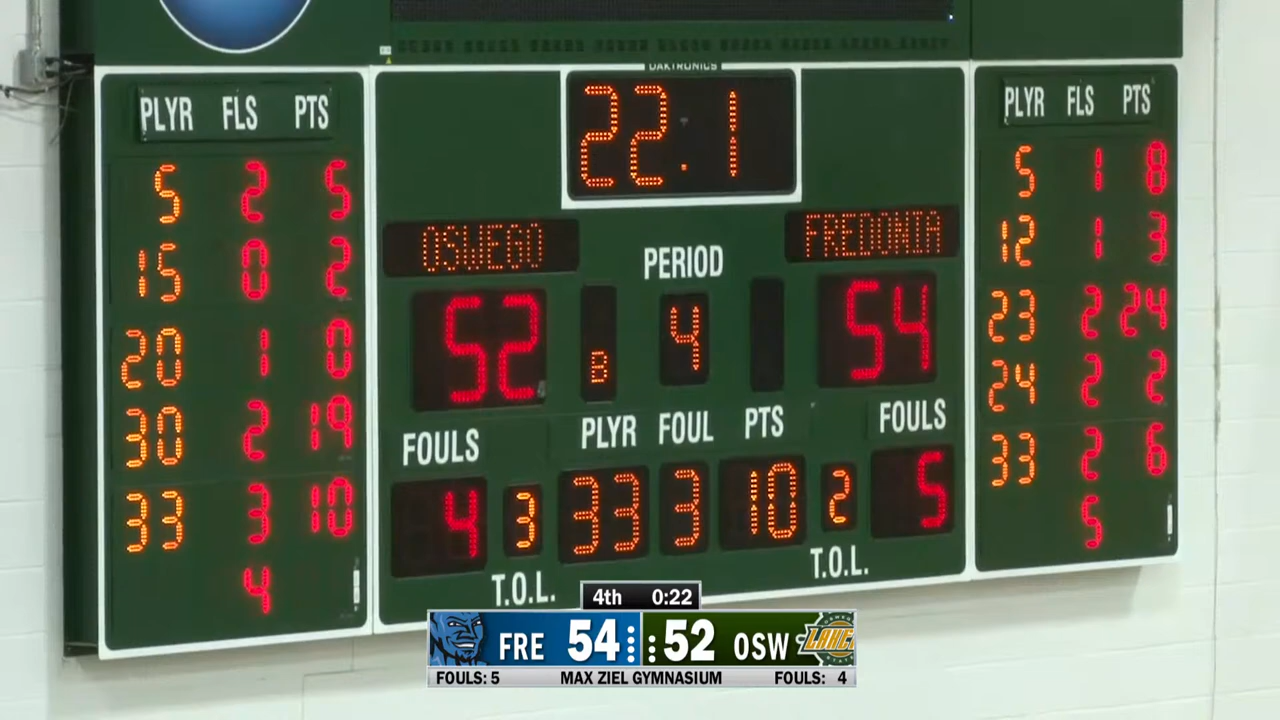 DAKTRONICS
PLYR FLS PTS
5 2 5
15 0 2
20 1 0
30 2 19
33 3 10
4
22.1
OSWEGO
FREDONIA
PERIOD
52
B
4
54
FOULS
PLYR FOUL PTS
FOULS
4
3
33
3
10
2
5
T.O.L.
T.O.L.
PLYR FLS PTS
5 1 8
12 1 3
23 2 24
24 2 2
33 2 6
5
4th 0:22
FRE 54 52 OSW
FOULS: 5 MAX ZIEL GYMNASIUM FOULS: 4